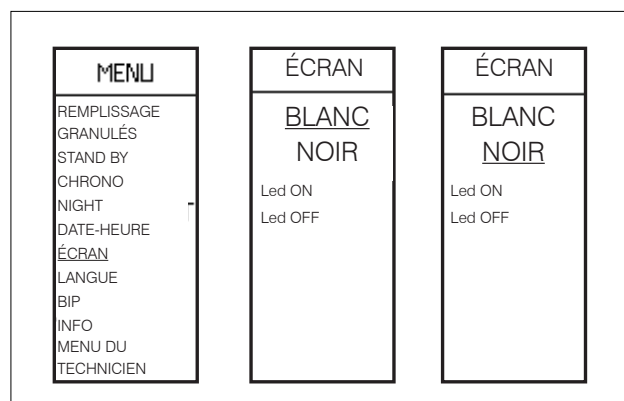 MENU
REMPLISSAGE
GRANULÉS
STAND BY
CHRONO
NIGHT
DATE-HEURE
ÉCRAN
LANGUE
BIP
INFO
MENU DU
TECHNICIEN
ÉCRAN
BLANC
NOIR
Led ON
Led OFF
ÉCRAN
BLANC
NOIR
Led ON
Led OFF